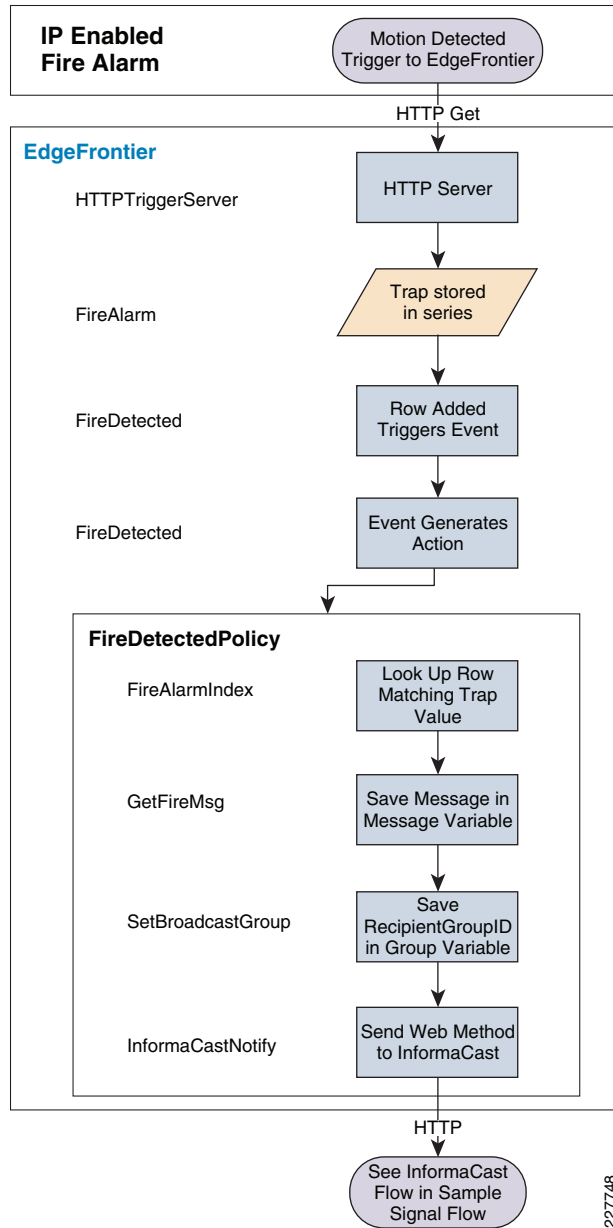 IP Enabled
Fire Alarm
Motion Detected
Trigger to EdgeFrontier
HTTP Get
EdgeFrontier
HTTPTriggerServer
HTTP Server
FireAlarm
Trap stored
in series
FireDetected
Row Added
Triggers Event
FireDetected
Event Generates
Action
FireDetectedPolicy
FireAlarmIndex
Look Up Row
Matching Trap
Value
GetFireMsg
Save Message in
Message Variable
SetBroadcastGroup
Save
RecipientGroupID
in Group Variable
InformaCastNotify
Send Web Method
to InformaCast
HTTP
See InformaCast
Flow in Sample
Signal Flow
227748